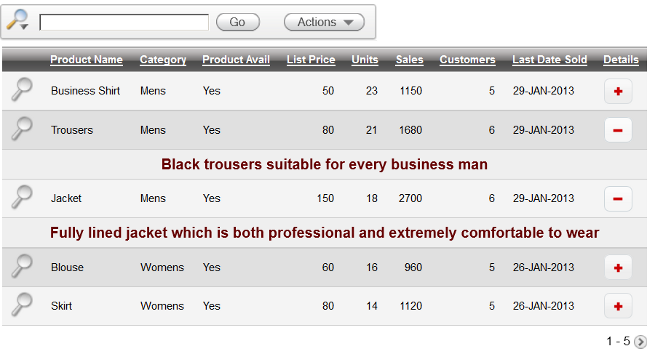 Go Actions
Product Name Category Product Avail List Price Units Sales Customers Last Date Sold Details
Business Shirt Mens Yes 50 23 1150 5 29-JAN-2013
Trousers Mens Yes 80 21 1680 6 29-JAN-2013
Black trousers suitable for every business man
Jacket Mens Yes 150 18 2700 6 29-JAN-2013
Fully lined jacket which is both professional and extremely comfortable to wear
Blouse Womens Yes 60 16 960 5 26-JAN-2013
Skirt Womens Yes 80 14 1120 5 26-JAN-2013
1 - 5